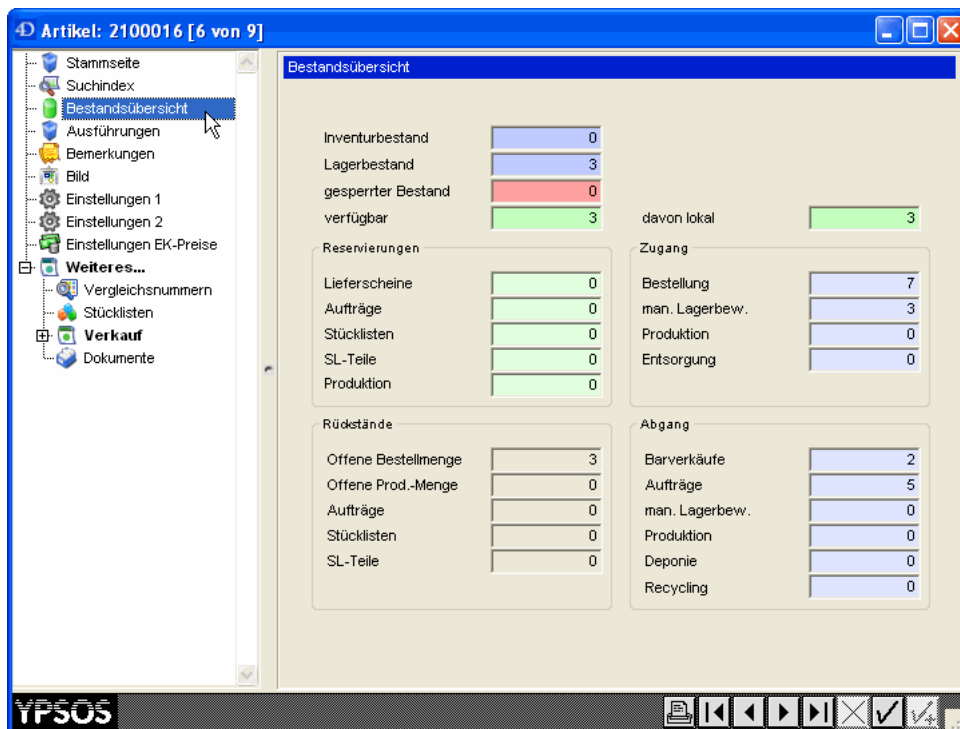 Artikel: 2100016 [6 von 9]
Stammseite
Suchindex
Bestandsübersicht
Ausführungen
Bemerkungen
Bild
Einstellungen 1
Einstellungen 2
Einstellungen EK-Preise
Weiteres...
Vergleichsnummern
Stücklisten
Verkauf
Dokumente
Bestandsübersicht
Inventurbestand 0
Lagerbestand 3
gesperrter Bestand 0
verfügbar 3 davon lokal 3
Reservierungen
Lieferscheine 0
Aufträge 0
Stücklisten 0
SL-Teile 0
Produktion 0
Zugang
Bestellung 7
man. Lagerbew. 3
Produktion 0
Entsorgung 0
Rückstände
Offene Bestellmenge 3
Offene Prod.-Menge 0
Aufträge 0
Stücklisten 0
SL-Teile 0
Abgang
Barverkäufe 2
Aufträge 5
man. Lagerbew. 0
Produktion 0
Deponie 0
Recycling 0
YPSOS